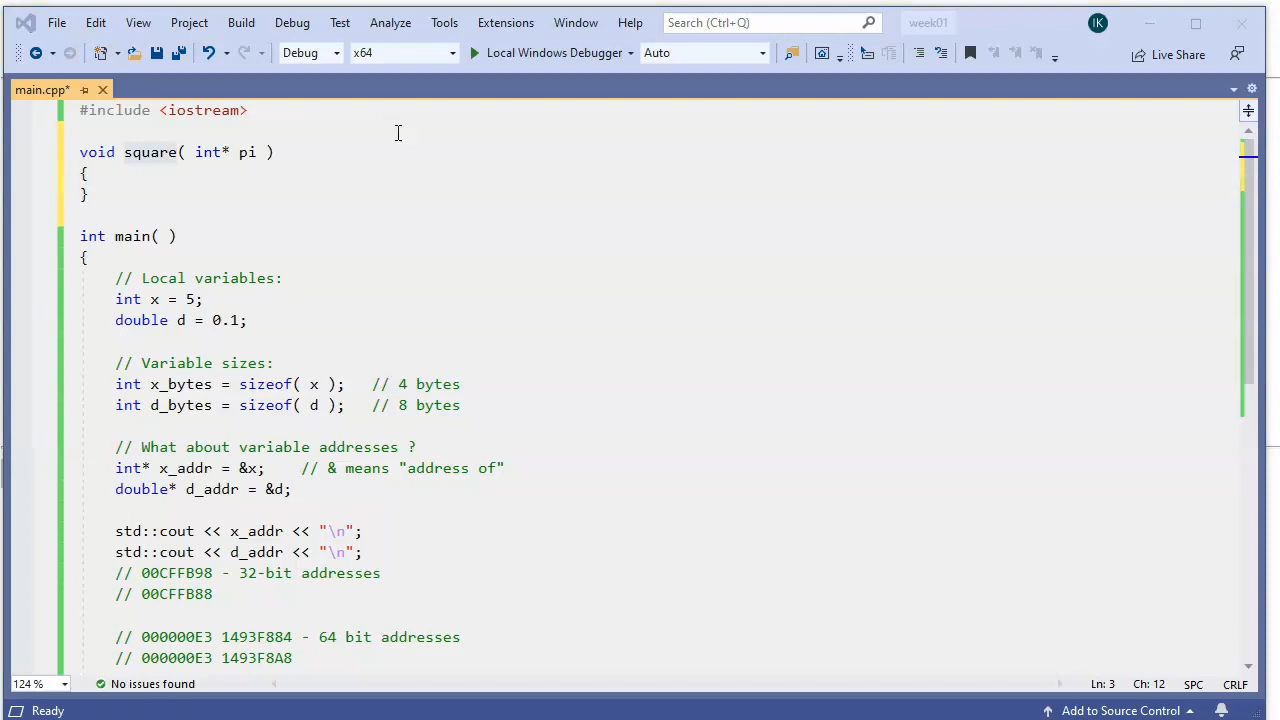 File Edit View Project Build Debug Test Analyze Tools Extensions Window Help Search (Ctrl+Q) week01 IK
Debug x64 Local Windows Debugger Auto Live Share
main.cpp*
#include <iostream>
void square( int* pi )
{
}
int main( )
{
// Local variables:
int x = 5;
double d = 0.1;
// Variable sizes:
int x_bytes = sizeof( x ); // 4 bytes
int d_bytes = sizeof( d ); // 8 bytes
// What about variable addresses ?
int* x_addr = &x; // & means "address of"
double* d_addr = &d;
std::cout << x_addr << "\n";
std::cout << d_addr << "\n";
// 00CFFB98 - 32-bit addresses
// 00CFFB88
// 000000E3 1493F884 - 64 bit addresses
// 000000E3 1493F8A8
124 % No issues found Ln: 3 Ch: 12 SPC CRLF
Ready Add to Source Control